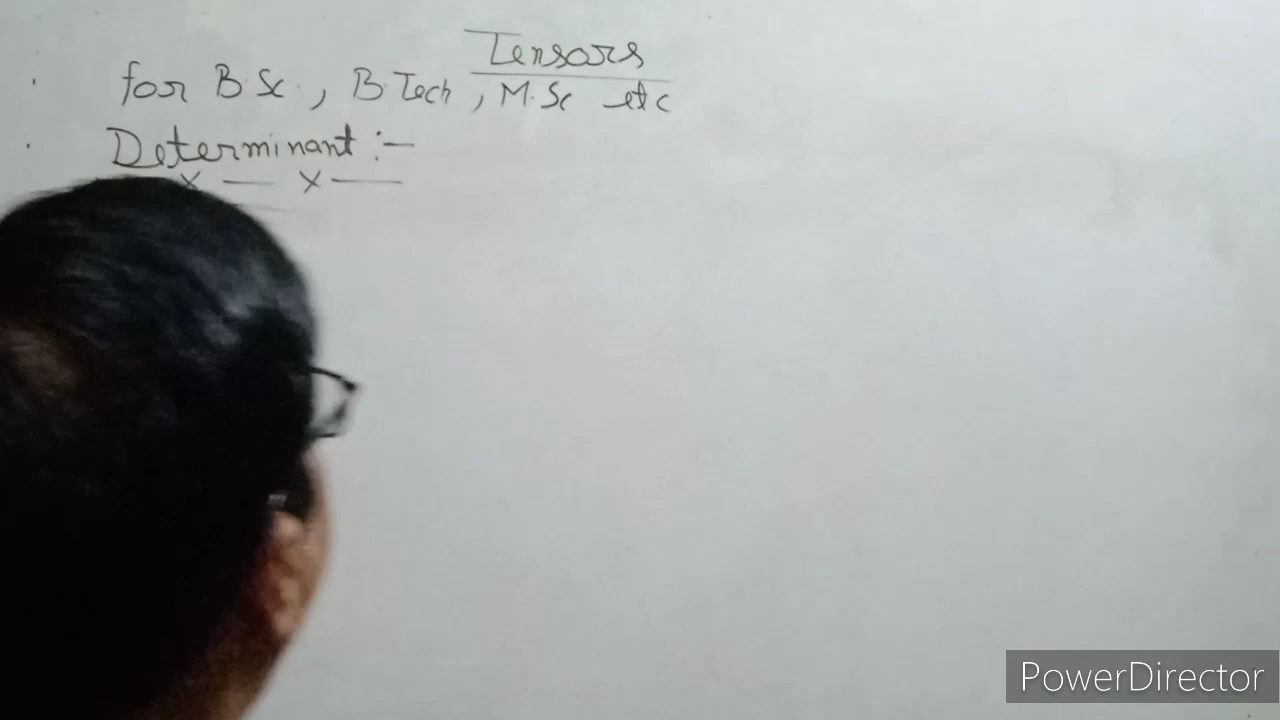 Tensors
for B.Sc., B.Tech, M.Sc etc
Determinant :-
PowerDirector